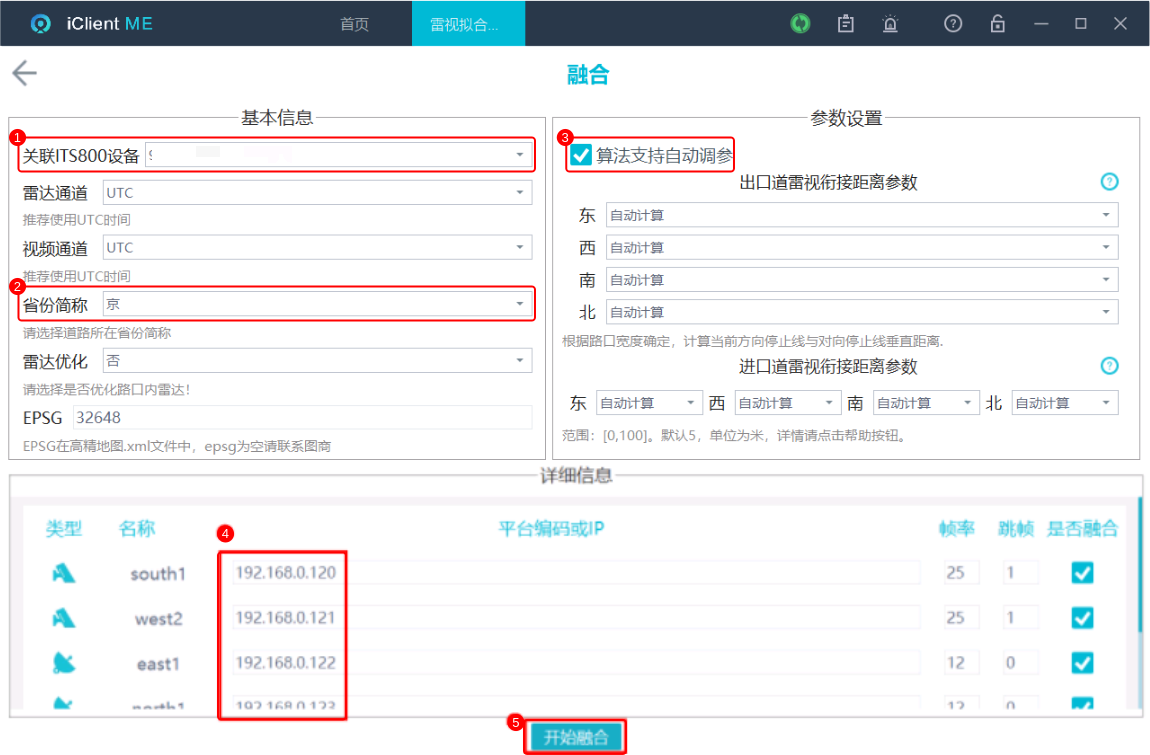 iClient ME 首页 雷视拟合...
融合
基本信息
1
关联ITS800设备
雷达通道 UTC
推荐使用UTC时间
视频通道 UTC
推荐使用UTC时间
2
省份简称 京
请选择道路所在省份简称
雷达优化 否
请选择是否优化路口内雷达!
EPSG 32648
EPSG在高精地图.xml文件中，epsg为空请联系图商
参数设置
3
算法支持自动调参
出口道雷视衔接距离参数 ?
东 自动计算
西 自动计算
南 自动计算
北 自动计算
根据路口宽度确定，计算当前方向停止线与对向停止线垂直距离.
进口道雷视衔接距离参数 ?
东 自动计算 西 自动计算 南 自动计算 北 自动计算
范围：[0,100]。默认5，单位为米，详情请点击帮助按钮。
详细信息
类型 名称 4 平台编码或IP 帧率 跳帧 是否融合
south1 192.168.0.120 25 1
west2 192.168.0.121 25 1
east1 192.168.0.122 12 0
north1 192.168.0.123 12 0
5
开始融合